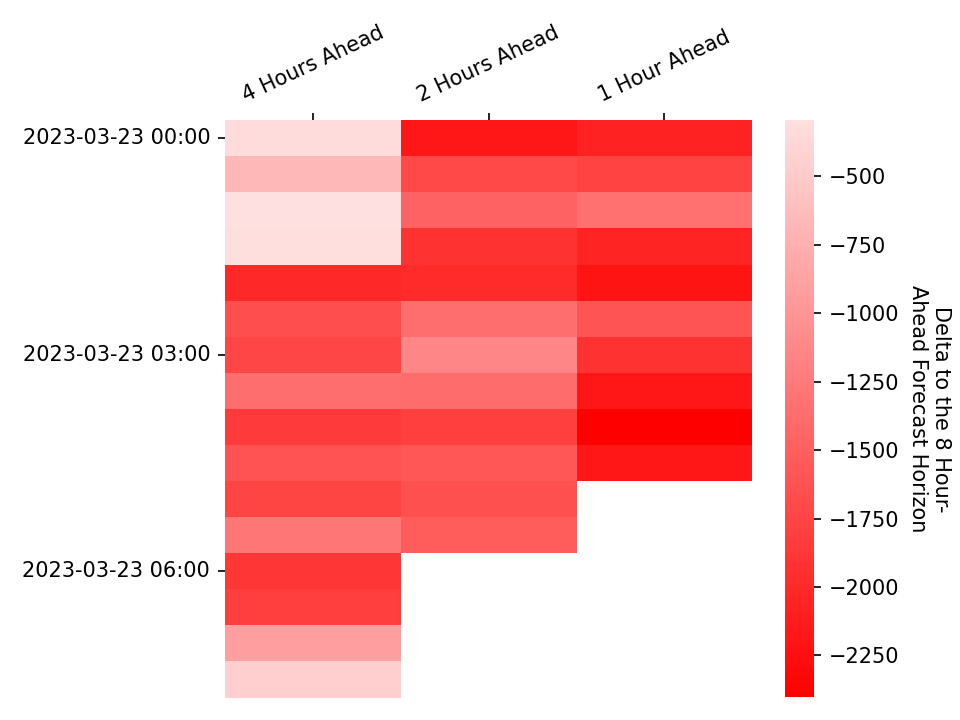 4 Hours Ahead
2 Hours Ahead
1 Hour Ahead
2023-03-23 00:00
2023-03-23 03:00
2023-03-23 06:00
−500
−750
−1000
−1250
−1500
−1750
−2000
−2250
Delta to the 8 Hour-
Ahead Forecast Horizon